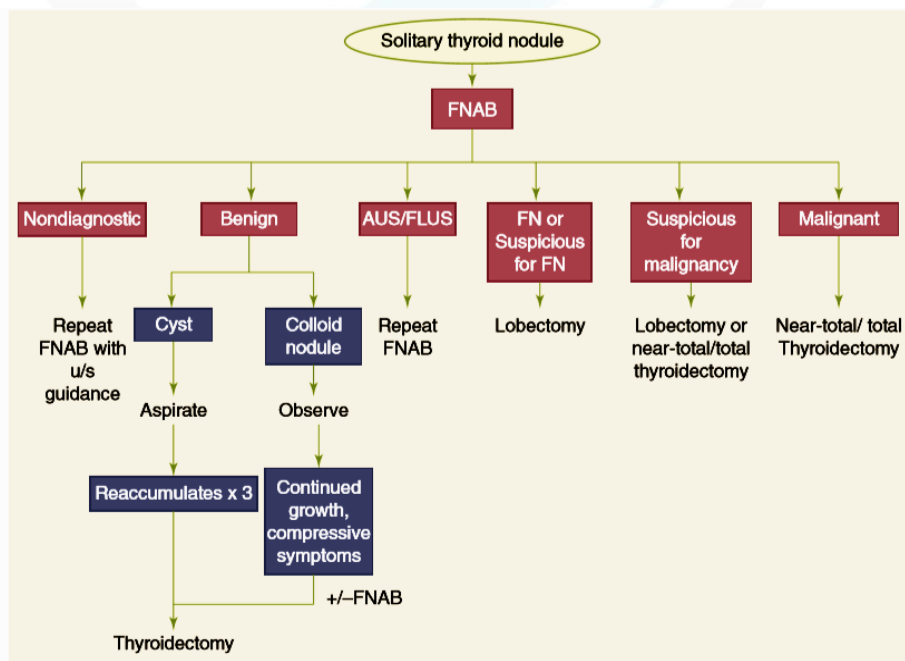 Solitary thyroid nodule
FNAB
Nondiagnostic
Benign
AUS/FLUS
FN or
Suspicious
for FN
Suspicious
for
malignancy
Malignant
Repeat
FNAB with
u/s
guidance
Cyst
Colloid
nodule
Repeat
FNAB
Lobectomy
Lobectomy or
near-total/total
thyroidectomy
Near-total/ total
Thyroidectomy
Aspirate
Observe
Reaccumulates x 3
Continued
growth,
compressive
symptoms
+/–FNAB
Thyroidectomy